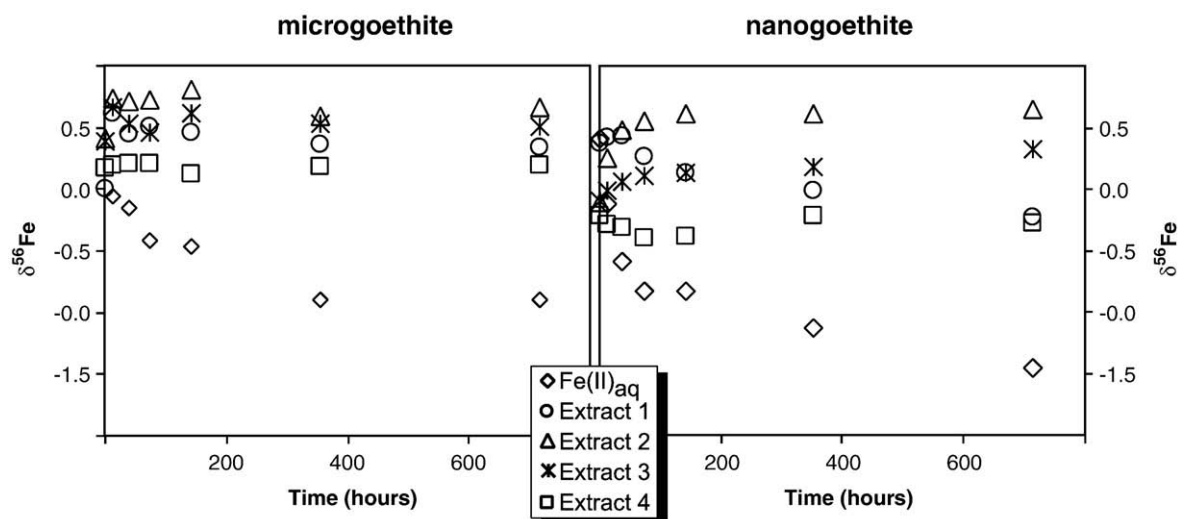 microgoethite
nanogoethite
0.5
0.0
-0.5
-0.0
-1.5
δ⁵⁶Fe
200
400
600
Time (hours)
0.5
0.0
-0.5
-0.0
-1.5
δ⁵⁶Fe
200
400
600
Time (hours)
Fe(II)aq
Extract 1
Extract 2
Extract 3
Extract 4